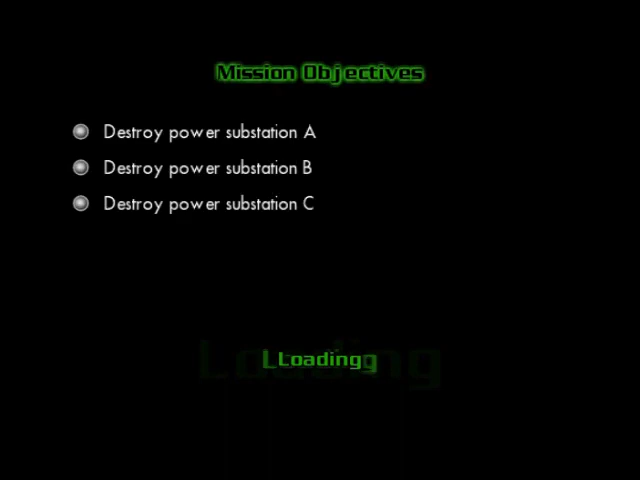 Mission Objectives
Destroy power substation A
Destroy power substation B
Destroy power substation C
Loading